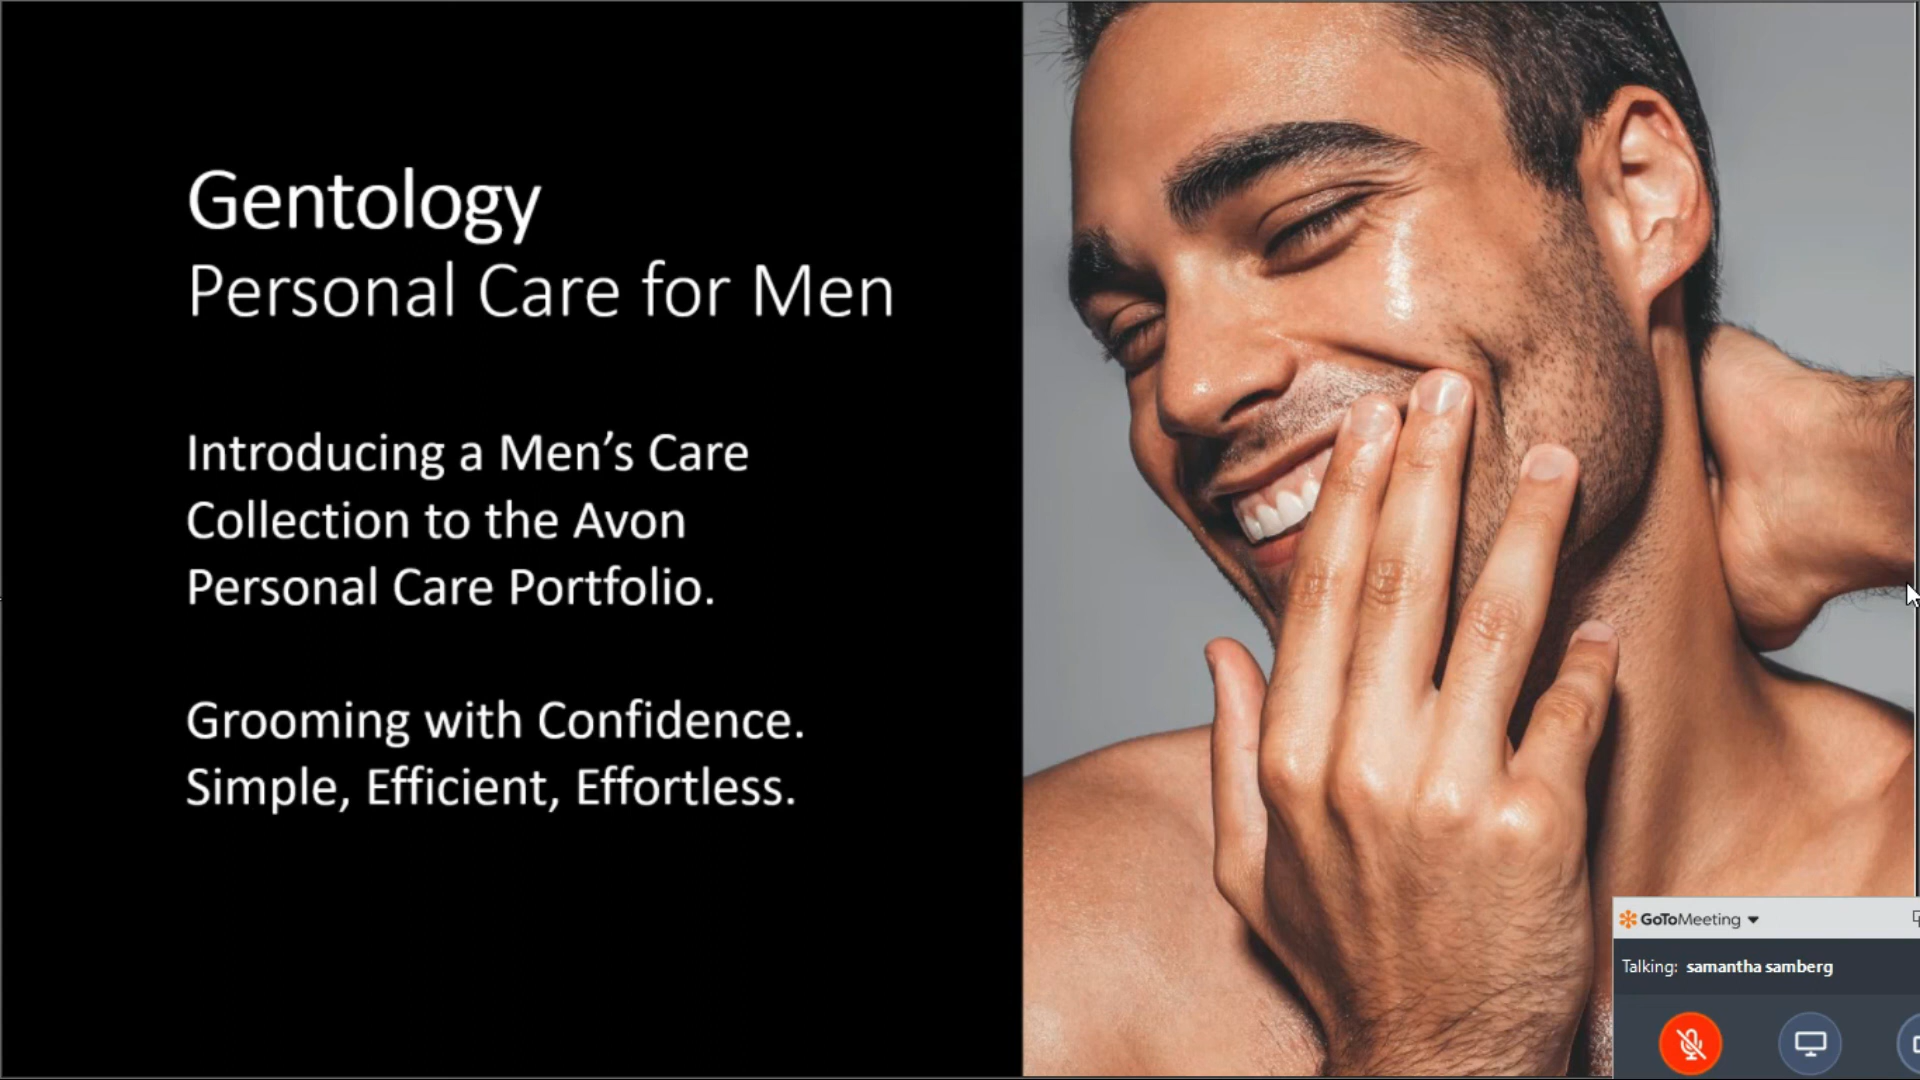 Gentology
Personal Care for Men
Introducing a Men’s Care
Collection to the Avon
Personal Care Portfolio.
Grooming with Confidence.
Simple, Efficient, Effortless.
GoToMeeting
Talking: samantha samberg